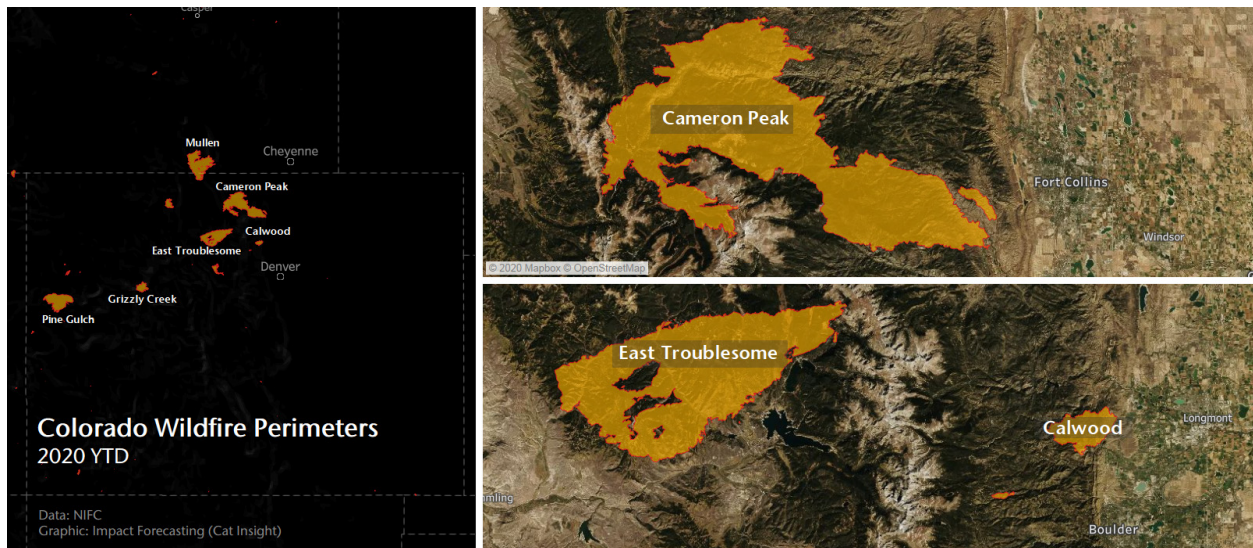 Casper
Mullen
Cheyenne
Cameron Peak
Calwood
East Troublesome
Denver
Grizzly Creek
Pine Gulch
Colorado Wildfire Perimeters
2020 YTD
Data: NIFC
Graphic: Impact Forecasting (Cat Insight)
Cameron Peak
Fort Collins
Windsor
© 2020 Mapbox © OpenStreetMap
East Troublesome
Calwood
Longmont
mmling
Boulder